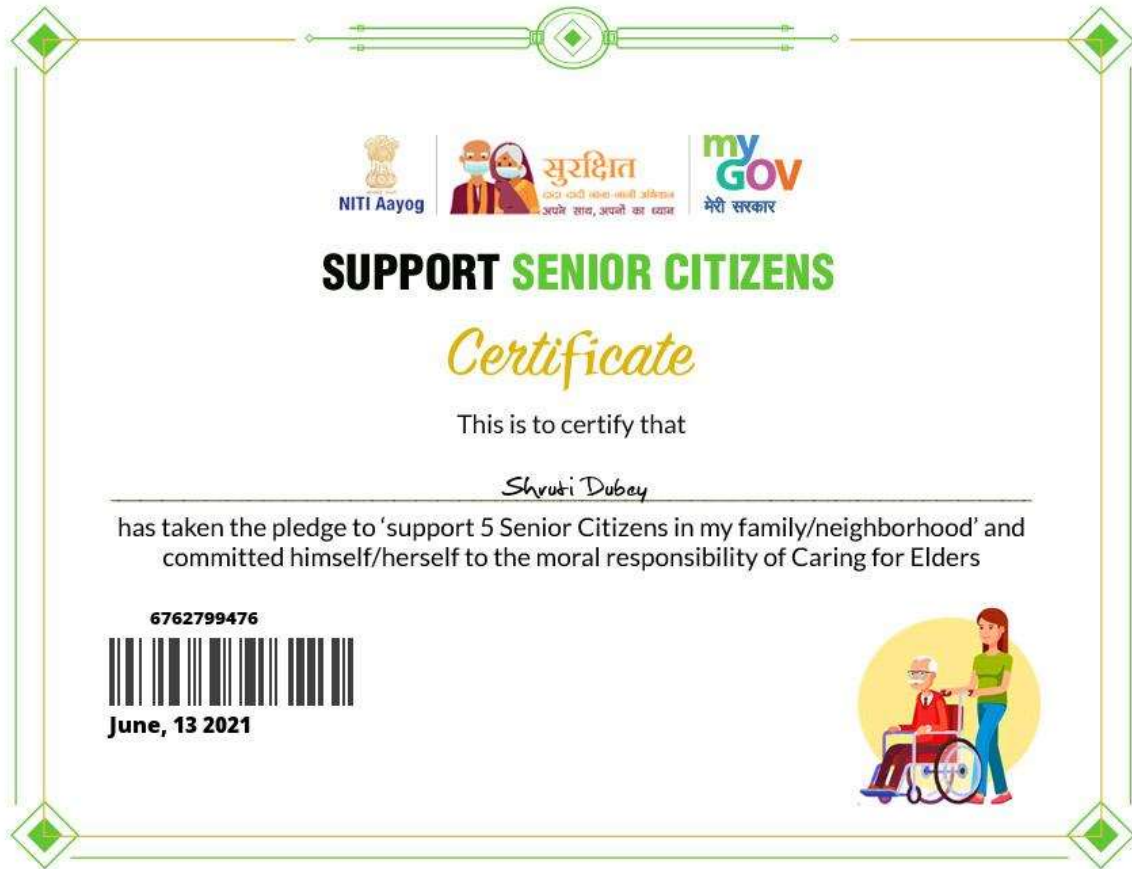 NITI Aayog
सुरक्षित
दादा-दादी नाना-नानी अभियान
अपने साथ, अपनों का ध्यान
my
GOV
मेरी सरकार
SUPPORT SENIOR CITIZENS
Certificate
This is to certify that
Shruti Dubey
has taken the pledge to ‘support 5 Senior Citizens in my family/neighborhood’ and
committed himself/herself to the moral responsibility of Caring for Elders
6762799476
June, 13 2021